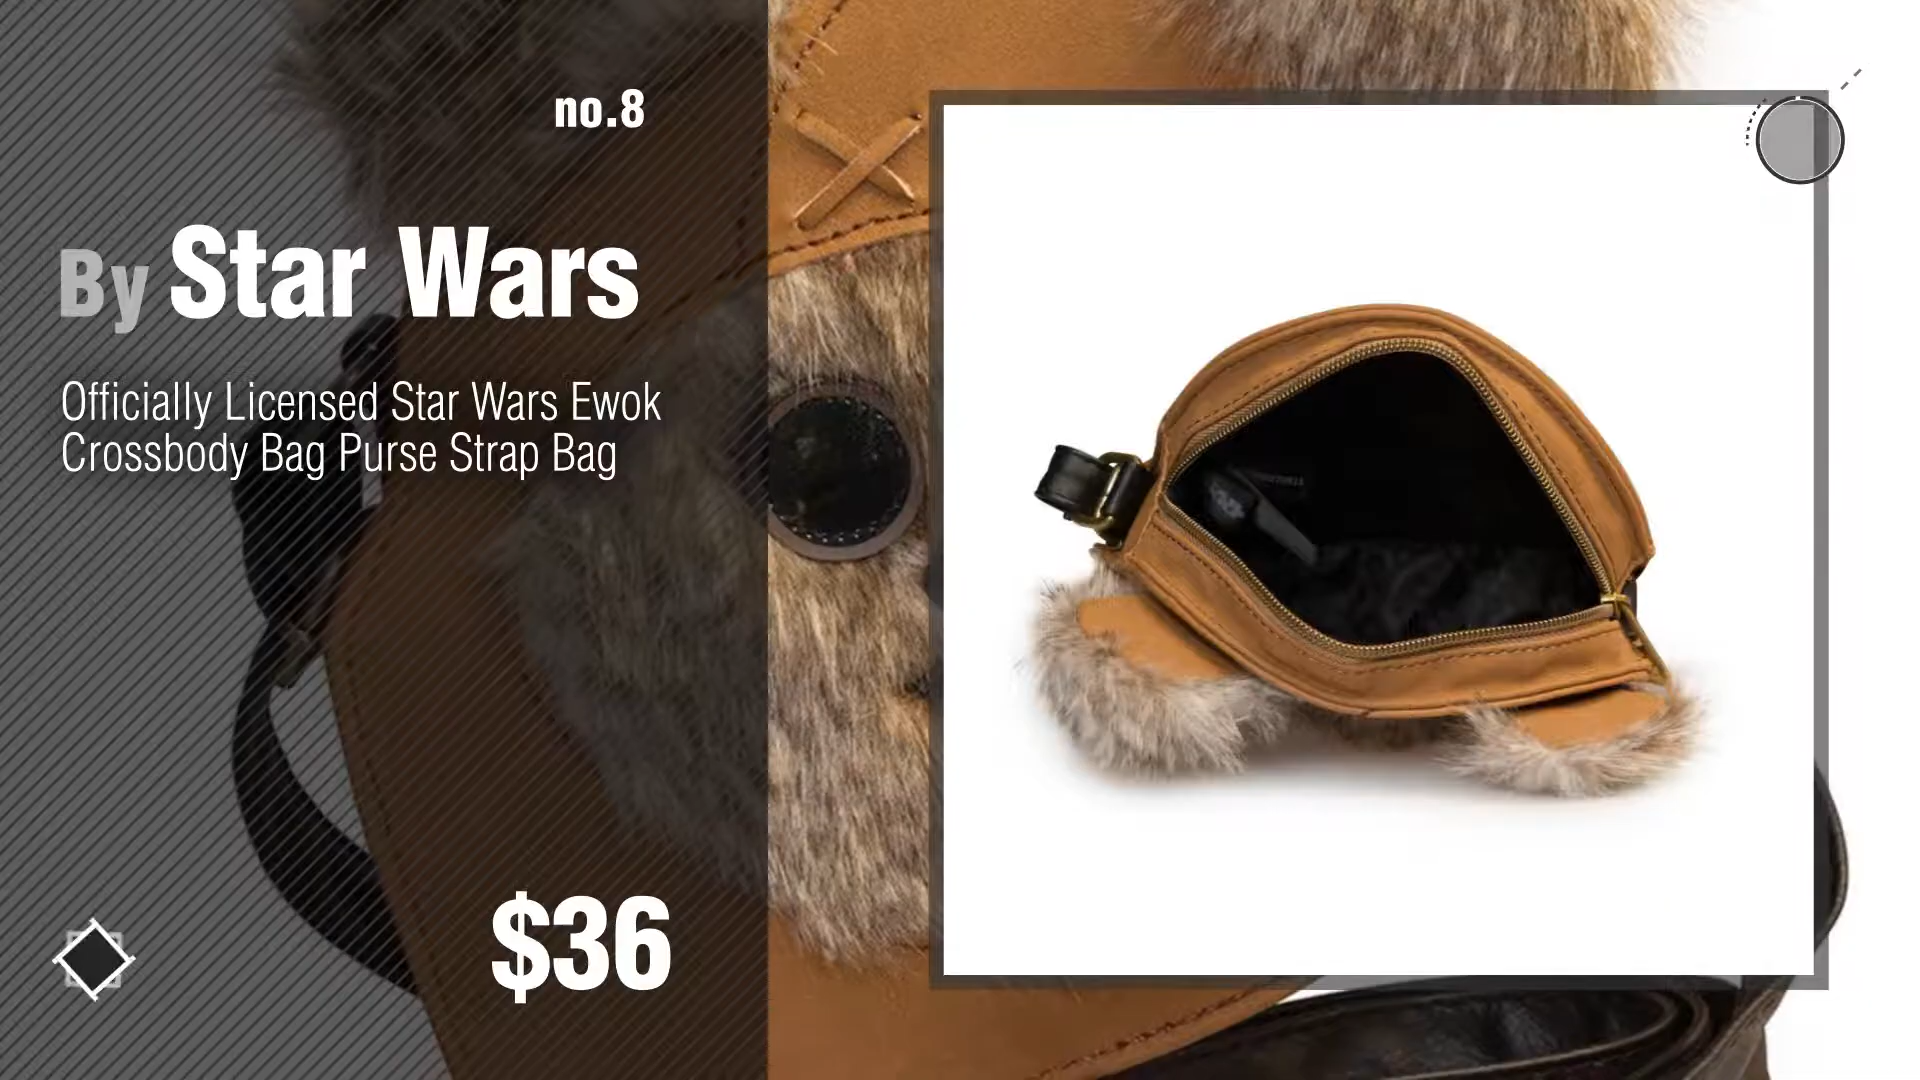 no.8
By Star Wars
Officially Licensed Star Wars Ewok
Crossbody Bag Purse Strap Bag
$36